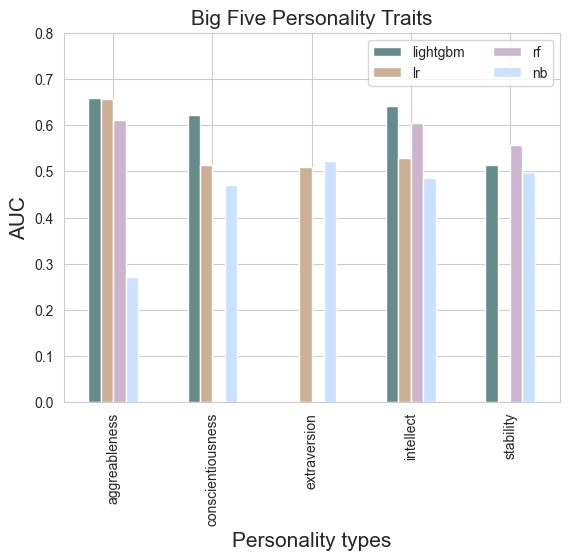 Big Five Personality Traits
lightgbm
lr
rf
nb
AUC
0.8
0.7
0.6
0.5
0.4
0.3
0.2
0.1
0.0
aggreableness
conscientiousness
extraversion
intellect
stability
Personality types